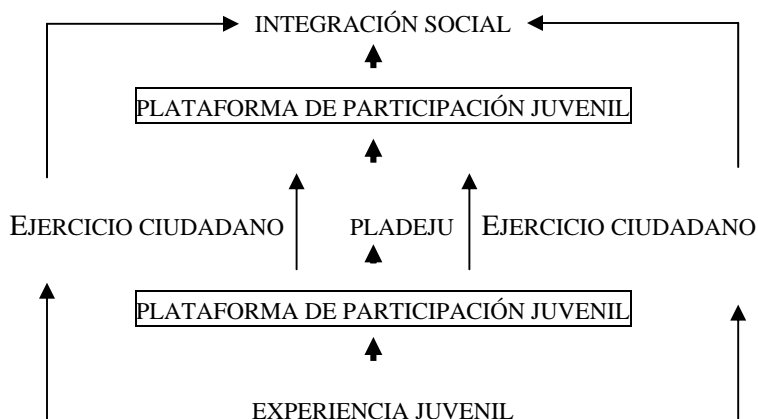 INTEGRACIÓN SOCIAL
PLATAFORMA DE PARTICIPACIÓN JUVENIL
EJERCICIO CIUDADANO PLADEJU EJERCICIO CIUDADANO
PLATAFORMA DE PARTICIPACIÓN JUVENIL
EXPERIENCIA JUVENIL